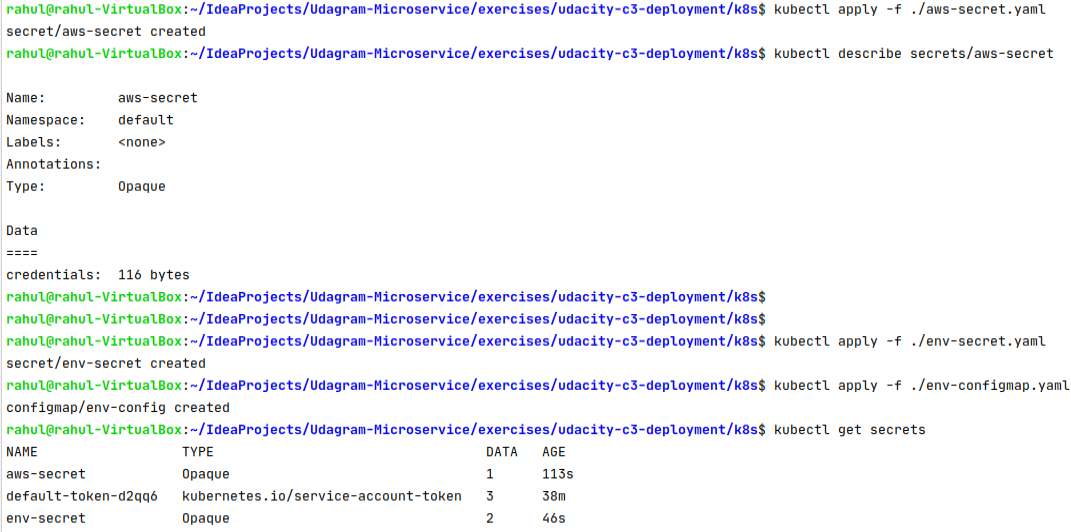 rahul@rahul-VirtualBox:~/IdeaProjects/Udagram-Microservice/exercises/udacity-c3-deployment/k8s$ kubectl apply -f ./aws-secret.yaml
secret/aws-secret created
rahul@rahul-VirtualBox:~/IdeaProjects/Udagram-Microservice/exercises/udacity-c3-deployment/k8s$ kubectl describe secrets/aws-secret
Name:         aws-secret
Namespace:    default
Labels:       <none>
Annotations:
Type:         Opaque
Data
====
credentials:  116 bytes
rahul@rahul-VirtualBox:~/IdeaProjects/Udagram-Microservice/exercises/udacity-c3-deployment/k8s$
rahul@rahul-VirtualBox:~/IdeaProjects/Udagram-Microservice/exercises/udacity-c3-deployment/k8s$
rahul@rahul-VirtualBox:~/IdeaProjects/Udagram-Microservice/exercises/udacity-c3-deployment/k8s$ kubectl apply -f ./env-secret.yaml
secret/env-secret created
rahul@rahul-VirtualBox:~/IdeaProjects/Udagram-Microservice/exercises/udacity-c3-deployment/k8s$ kubectl apply -f ./env-configmap.yaml
configmap/env-config created
rahul@rahul-VirtualBox:~/IdeaProjects/Udagram-Microservice/exercises/udacity-c3-deployment/k8s$ kubectl get secrets
NAME                  TYPE                                  DATA   AGE
aws-secret            Opaque                                1      113s
default-token-d2qq6   kubernetes.io/service-account-token   3      38m
env-secret            Opaque                                2      46s